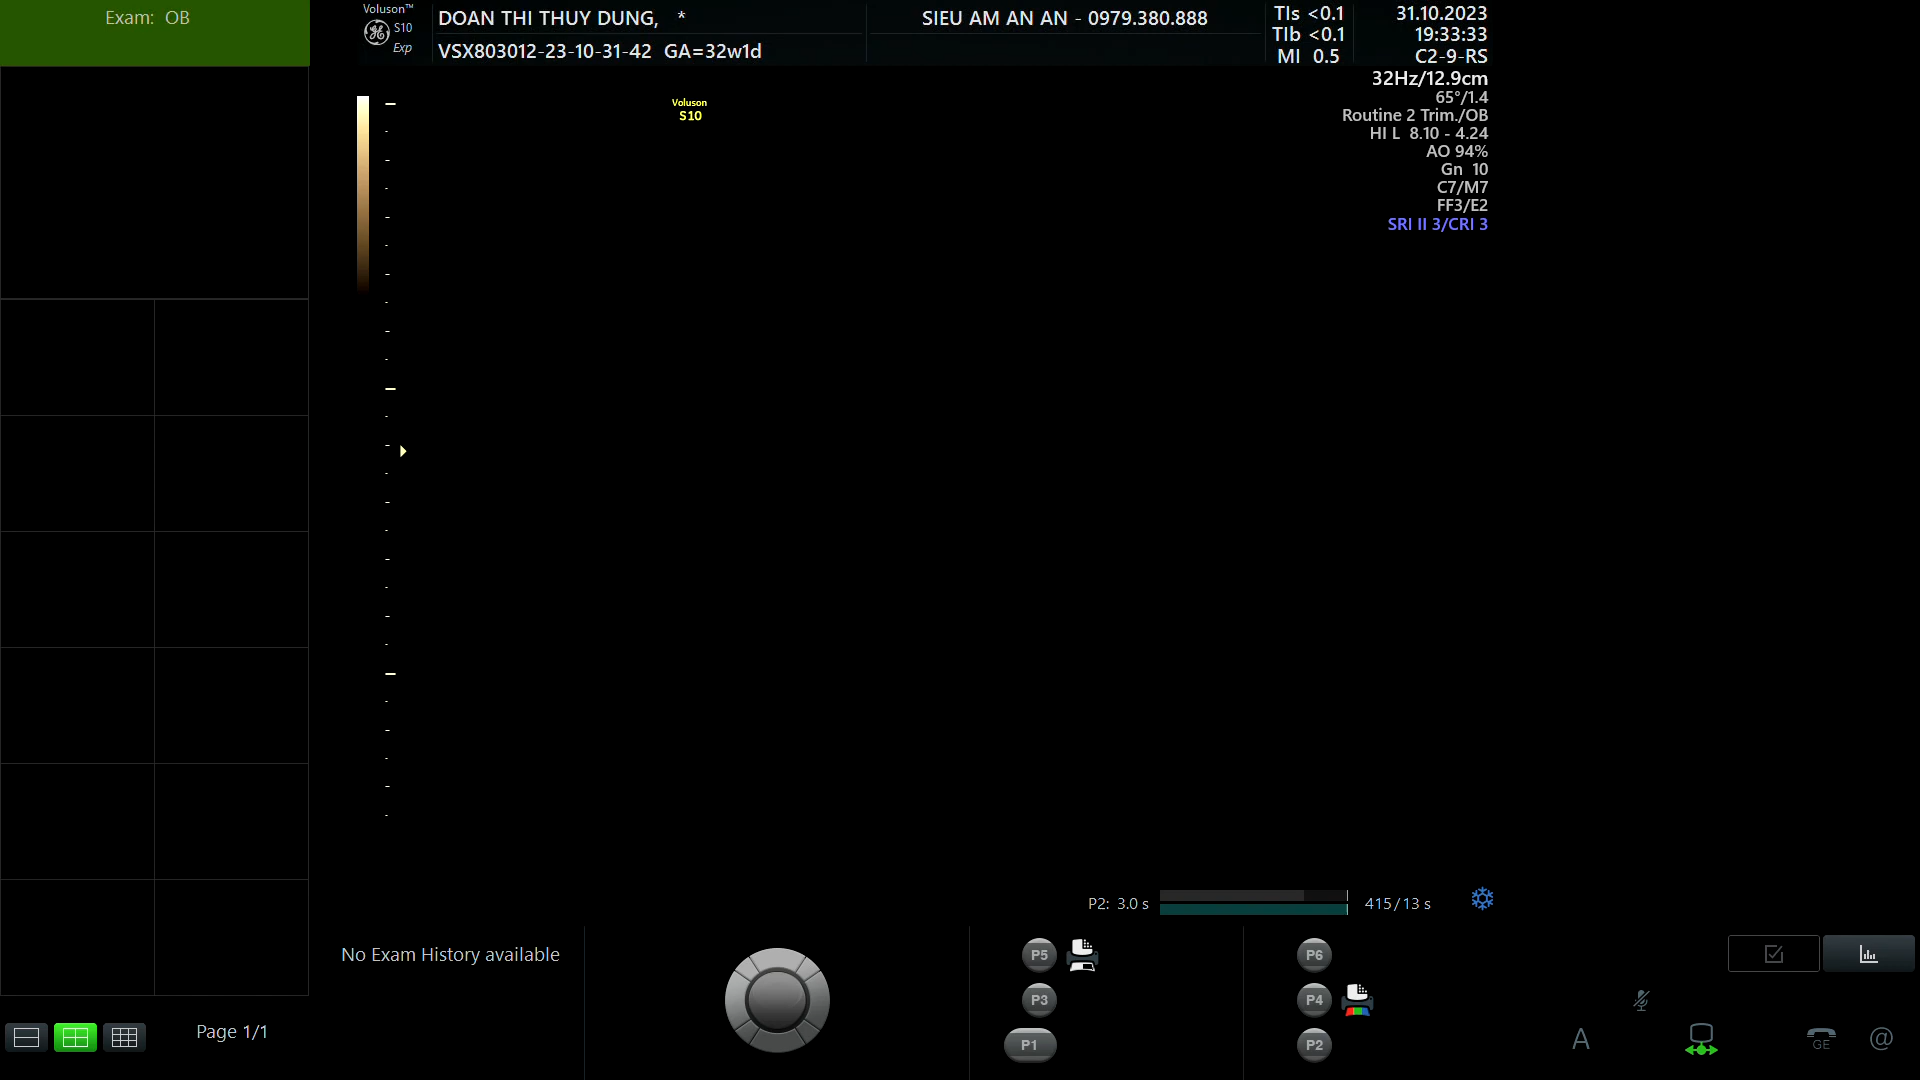 Exam: OB
Voluson™
S10
Exp
DOAN THI THUY DUNG, *
VSX803012-23-10-31-42 GA=32w1d
SIEU AM AN AN - 0979.380.888
TIs <0.1
TIb <0.1
MI 0.5
31.10.2023
19:33:33
C2-9-RS
32Hz/12.9cm
65°/1.4
Routine 2 Trim./OB
HI L 8.10 - 4.24
AO 94%
Gn 10
C7/M7
FF3/E2
SRI II 3/CRI 3
Voluson
S10
P2: 3.0 s
415/13 s
No Exam History available
P5
P3
P1
P6
P4
P2
A
GE
@
Page 1/1